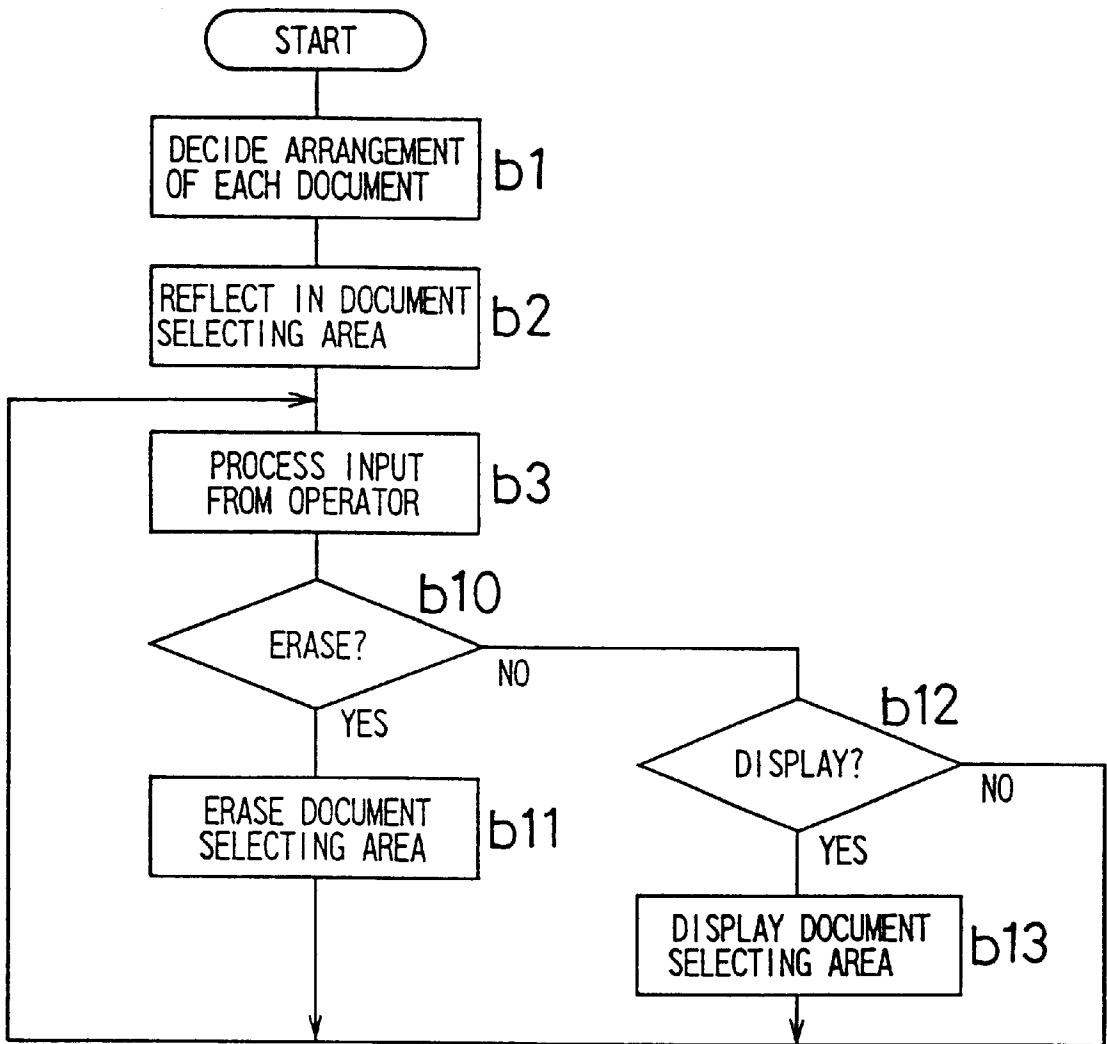 START
DECIDE ARRANGEMENT
OF EACH DOCUMENT
b1
REFLECT IN DOCUMENT
SELECTING AREA
b2
PROCESS INPUT
FROM OPERATOR
b3
b10
ERASE?
NO
YES
b12
DISPLAY?
NO
YES
ERASE DOCUMENT
SELECTING AREA
b11
DISPLAY DOCUMENT
SELECTING AREA
b13